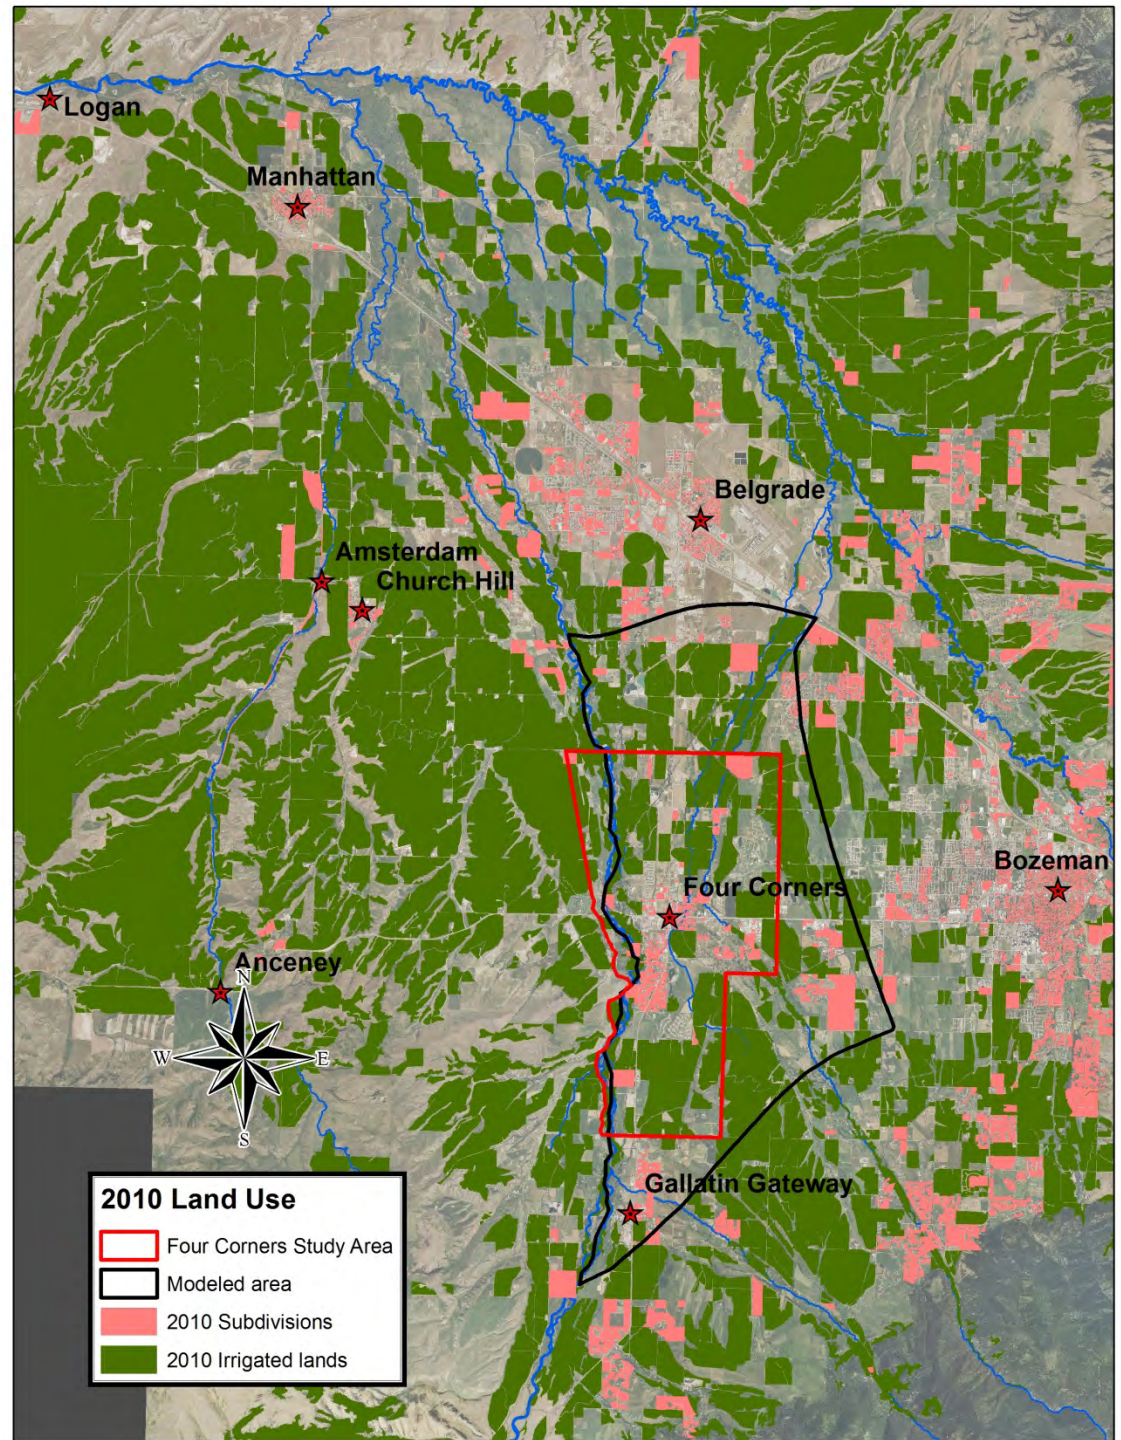 Logan
Manhattan
Belgrade
Amsterdam
Church Hill
Bozeman
Four Corners
Anceney
N
W
E
S
Gallatin Gateway
2010 Land Use
Four Corners Study Area
Modeled area
2010 Subdivisions
2010 Irrigated lands